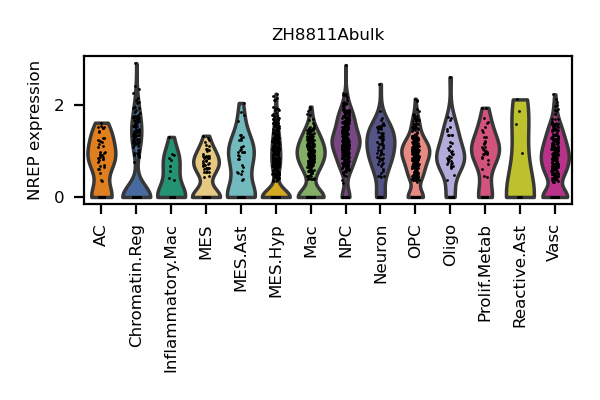 ZH8811Abulk
NREP expression
2
0
AC
Chromatin.Reg
Inflammatory.Mac
MES
MES.Ast
MES.Hyp
Mac
NPC
Neuron
OPC
Oligo
Prolif.Metab
Reactive.Ast
Vasc